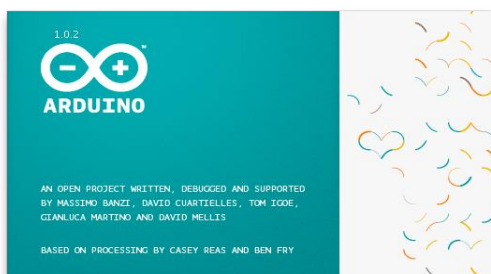 1.0.2
ARDUINO
AN OPEN PROJECT WRITTEN, DEBUGGED AND SUPPORTED
BY MASSIMO BANZI, DAVID CUARTIELLES, TOM IGOE,
GIANLUCA MARTINO AND DAVID MELLIS
BASED ON PROCESSING BY CASEY REAS AND BEN FRY